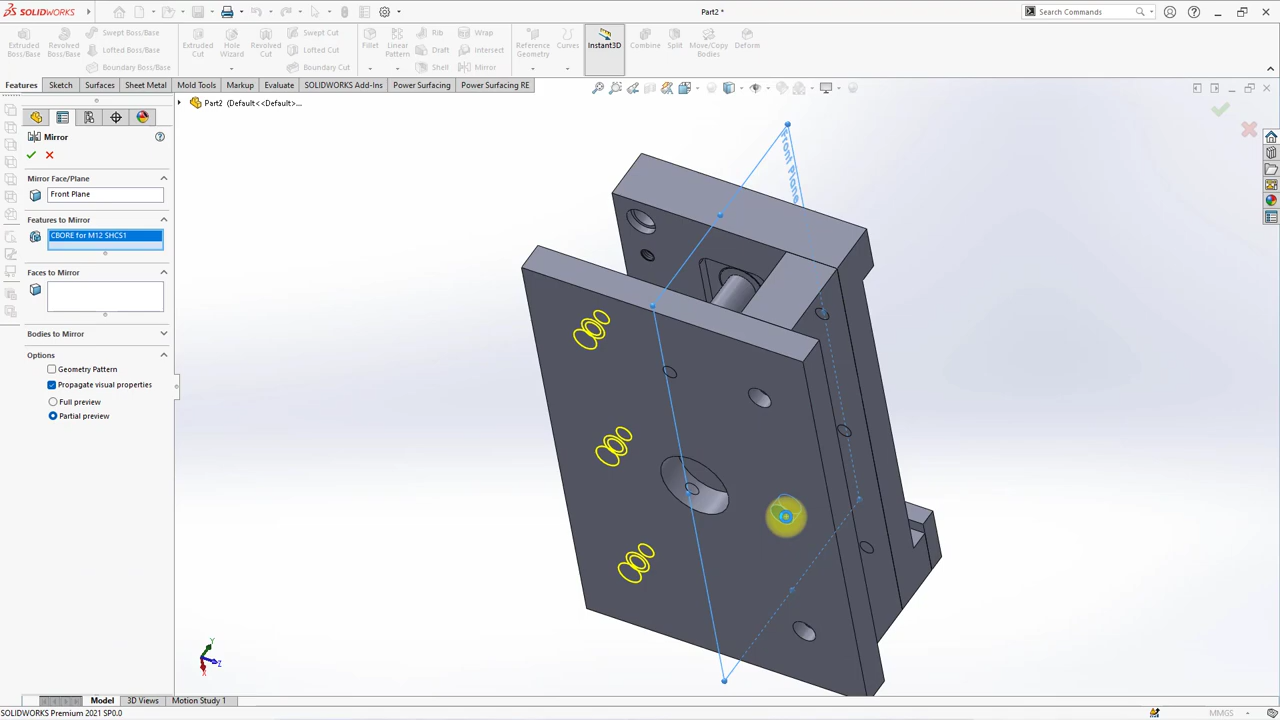 SOLIDWORKS
Part2 *
Search Commands
Extruded Boss/Base
Revolved Boss/Base
Swept Boss/Base
Lofted Boss/Base
Boundary Boss/Base
Extruded Cut
Hole Wizard
Revolved Cut
Swept Cut
Lofted Cut
Boundary Cut
Fillet
Linear Pattern
Rib
Draft
Shell
Wrap
Intersect
Mirror
Reference Geometry
Curves
Instant3D
Combine
Split
Move/Copy Bodies
Deform
Features
Sketch
Surfaces
Sheet Metal
Mold Tools
Markup
Evaluate
SOLIDWORKS Add-Ins
Power Surfacing
Power Surfacing RE
Part2 (Default<<Default>...
Mirror
Mirror Face/Plane
Front Plane
Features to Mirror
CBORE for M12 SHCS1
Faces to Mirror
Bodies to Mirror
Options
Geometry Pattern
Propagate visual properties
Full preview
Partial preview
Front Plane
Y
Z
X
Model
3D Views
Motion Study 1
SOLIDWORKS Premium 2021 SP0.0
MMGS